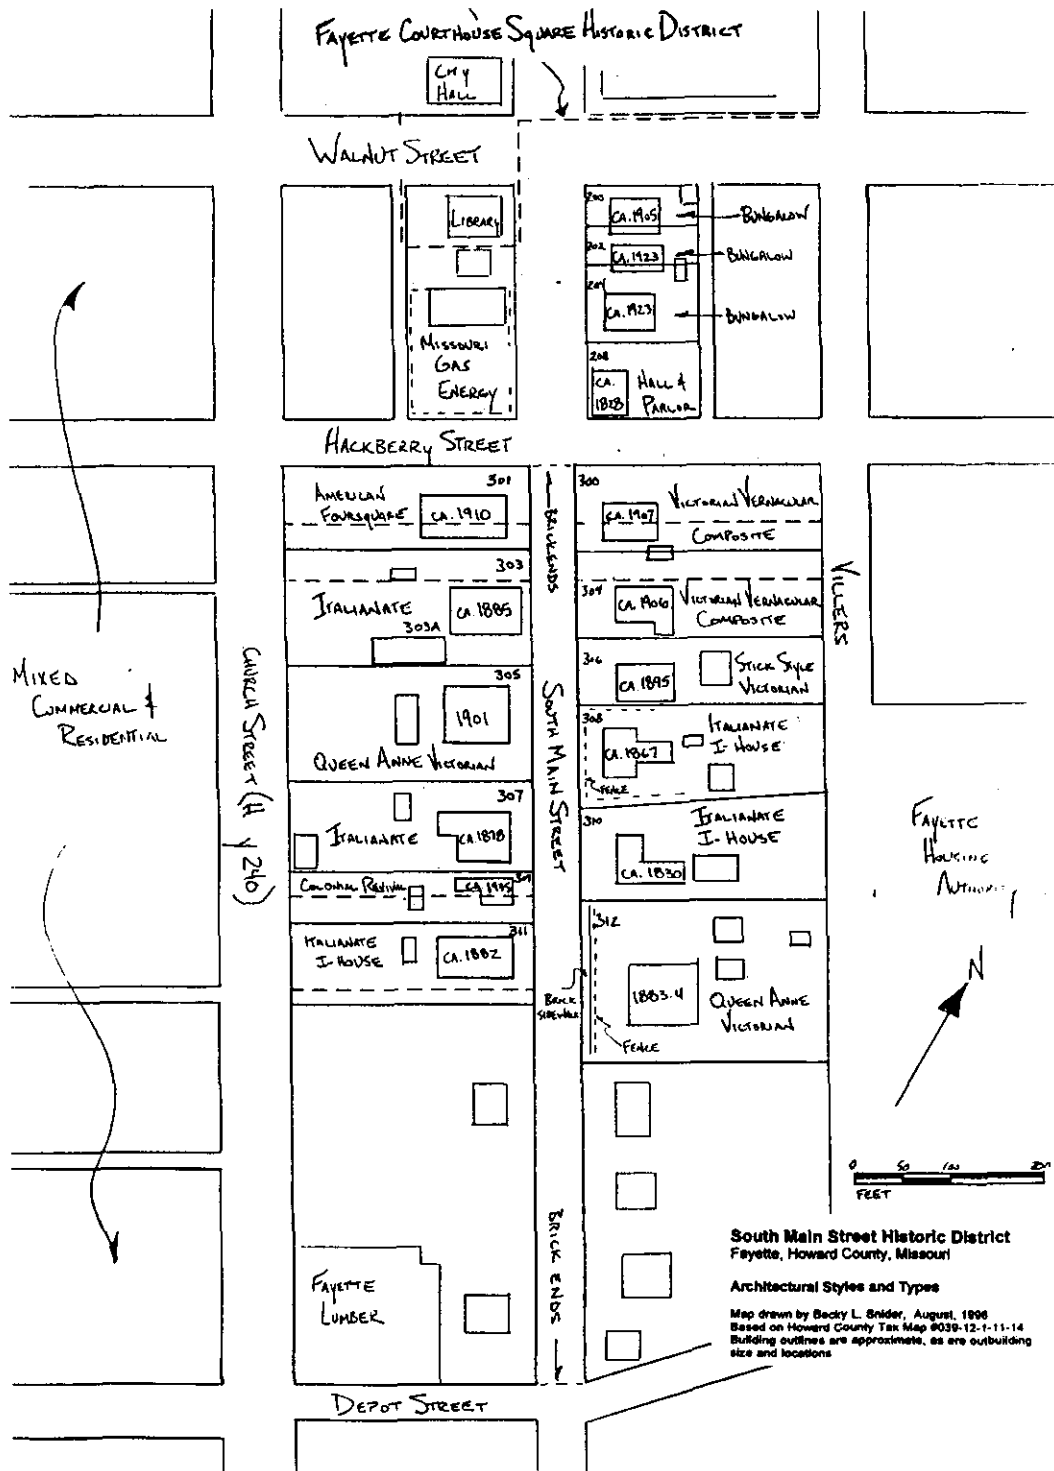 FAYETTE COURTHOUSE SQUARE HISTORIC DISTRICT
CITY
HALL
WALNUT STREET
LIBRARY
200
CA. 1905
BUNGALOW
202
CA. 1923
BUNGALOW
204
CA. 1923
BUNGALOW
MISSOURI
GAS
ENERGY
208
CA.
1828
HALL &
PARLOR
HACKBERRY STREET
301
AMERICAN
FOURSQUARE
CA. 1910
BRICK ENDS
300
CA. 1907
VICTORIAN VERNACULAR
COMPOSITE
303
ITALIANATE
CA. 1885
303A
304
CA. 1906
VICTORIAN VERNACULAR
COMPOSITE
VILLERS
MIXED
COMMERCIAL &
RESIDENTIAL
CHURCH STREET (Hwy 240)
305
1901
QUEEN ANNE VICTORIAN
SOUTH MAIN STREET
306
CA. 1895
STICK STYLE
VICTORIAN
308
CA. 1867
ITALIANATE
I-HOUSE
FENCE
307
ITALIANATE
CA. 1878
310
ITALIANATE
I-HOUSE
CA. 1830
FAYETTE
HOUSING
AUTHORITY
COLONIAL REVIVAL
309
311
ITALIANATE
I-HOUSE
CA. 1882
312
1883-4
QUEEN ANNE
VICTORIAN
BRICK
SIDEWALK
FENCE
N
0 50 100 200
FEET
BRICK ENDS
FAYETTE
LUMBER
DEPOT STREET
South Main Street Historic District
Fayette, Howard County, Missouri
Architectural Styles and Types
Map drawn by Becky L. Snider, August, 1998
Based on Howard County Tax Map #039-12-1-11-14
Building outlines are approximate, as are outbuilding
size and locations